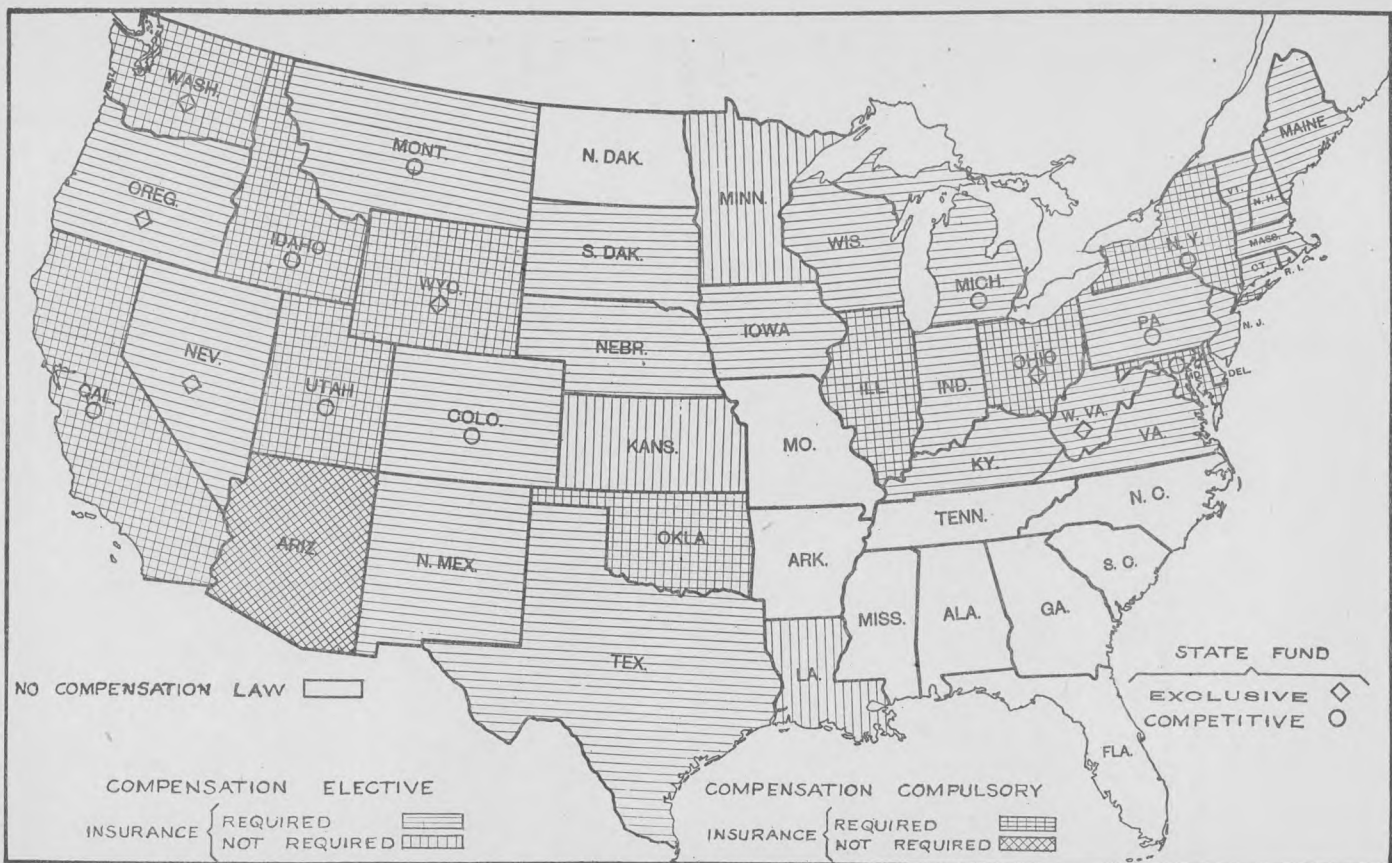 WASH.
MONT.
N. DAK.
MINN.
MAINE
OREG.
IDAHO
S. DAK.
WIS.
VT.
N. H.
MASS.
N. Y.
CT.
R. I.
WYO.
MICH.
NEBR.
IOWA
PA.
N. J.
NEV.
UTAH
CAL.
COLO.
ILL.
IND.
OHIO
MD.
DEL.
W. VA.
VA.
KANS.
MO.
KY.
N. C.
TENN.
ARIZ.
N. MEX.
OKLA
ARK.
S. C.
MISS.
ALA.
GA.
TEX.
LA.
FLA.
NO COMPENSATION LAW
STATE FUND
EXCLUSIVE
COMPETITIVE
COMPENSATION ELECTIVE
INSURANCE
REQUIRED
NOT REQUIRED
COMPENSATION COMPULSORY
INSURANCE
REQUIRED
NOT REQUIRED